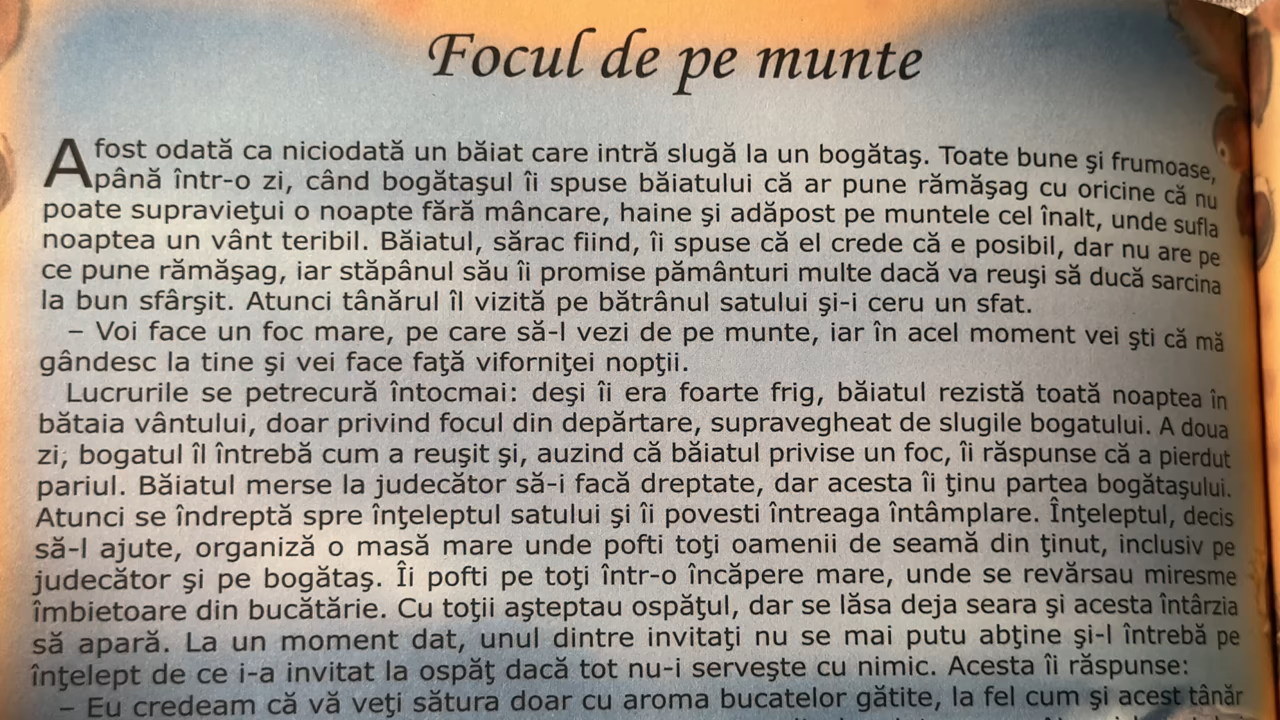 Focul de pe munte
A fost odată ca niciodată un băiat care intră slugă la un bogătaş. Toate bune şi frumoase,
până într-o zi, când bogătaşul îi spuse băiatului că ar pune rămăşag cu oricine că nu
poate supravieţui o noapte fără mâncare, haine şi adăpost pe muntele cel înalt, unde sufla
noaptea un vânt teribil. Băiatul, sărac fiind, îi spuse că el crede că e posibil, dar nu are pe
ce pune rămăşag, iar stăpânul său îi promise pământuri multe dacă va reuşi să ducă sarcina
la bun sfârşit. Atunci tânărul îl vizită pe bătrânul satului şi-i ceru un sfat.
– Voi face un foc mare, pe care să-l vezi de pe munte, iar în acel moment vei şti că mă
gândesc la tine şi vei face faţă viforniţei nopţii.
Lucrurile se petrecură întocmai: deşi îi era foarte frig, băiatul rezistă toată noaptea în
bătaia vântului, doar privind focul din depărtare, supravegheat de slugile bogatului. A doua
zi, bogatul îl întrebă cum a reuşit şi, auzind că băiatul privise un foc, îi răspunse că a pierdut
pariul. Băiatul merse la judecător să-i facă dreptate, dar acesta îi ţinu partea bogătaşului.
Atunci se îndreptă spre înţeleptul satului şi îi povesti întreaga întâmplare. Înţeleptul, decis
să-l ajute, organiză o masă mare unde pofti toţi oamenii de seamă din ţinut, inclusiv pe
judecător şi pe bogătaş. Îi pofti pe toţi într-o încăpere mare, unde se revărsau miresme
îmbietoare din bucătărie. Cu toţii aşteptau ospăţul, dar se lăsa deja seara şi acesta întârzia
să apară. La un moment dat, unul dintre invitaţi nu se mai putu abţine şi-l întrebă pe
înţelept de ce i-a invitat la ospăţ dacă tot nu-i serveşte cu nimic. Acesta îi răspunse:
– Eu credeam că vă veţi sătura doar cu aroma bucatelor gătite, la fel cum şi acest tânăr